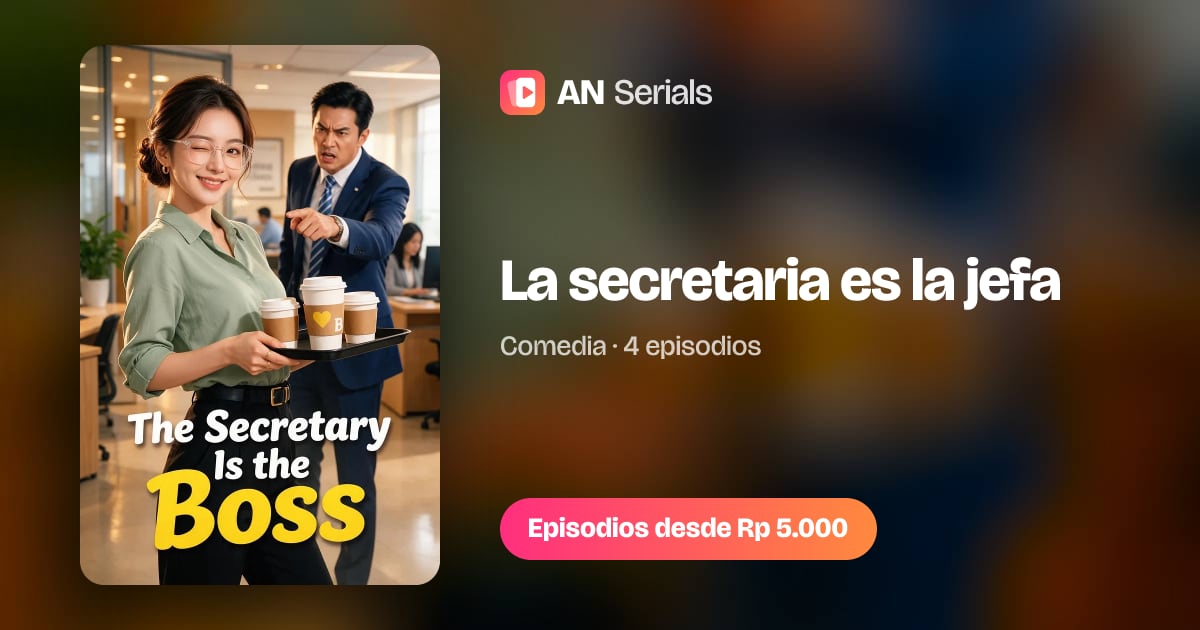 The Secretary
Is the
Boss
AN Serials
La secretaria es la jefa
Comedia · 4 episodios
Episodios desde Rp 5.000